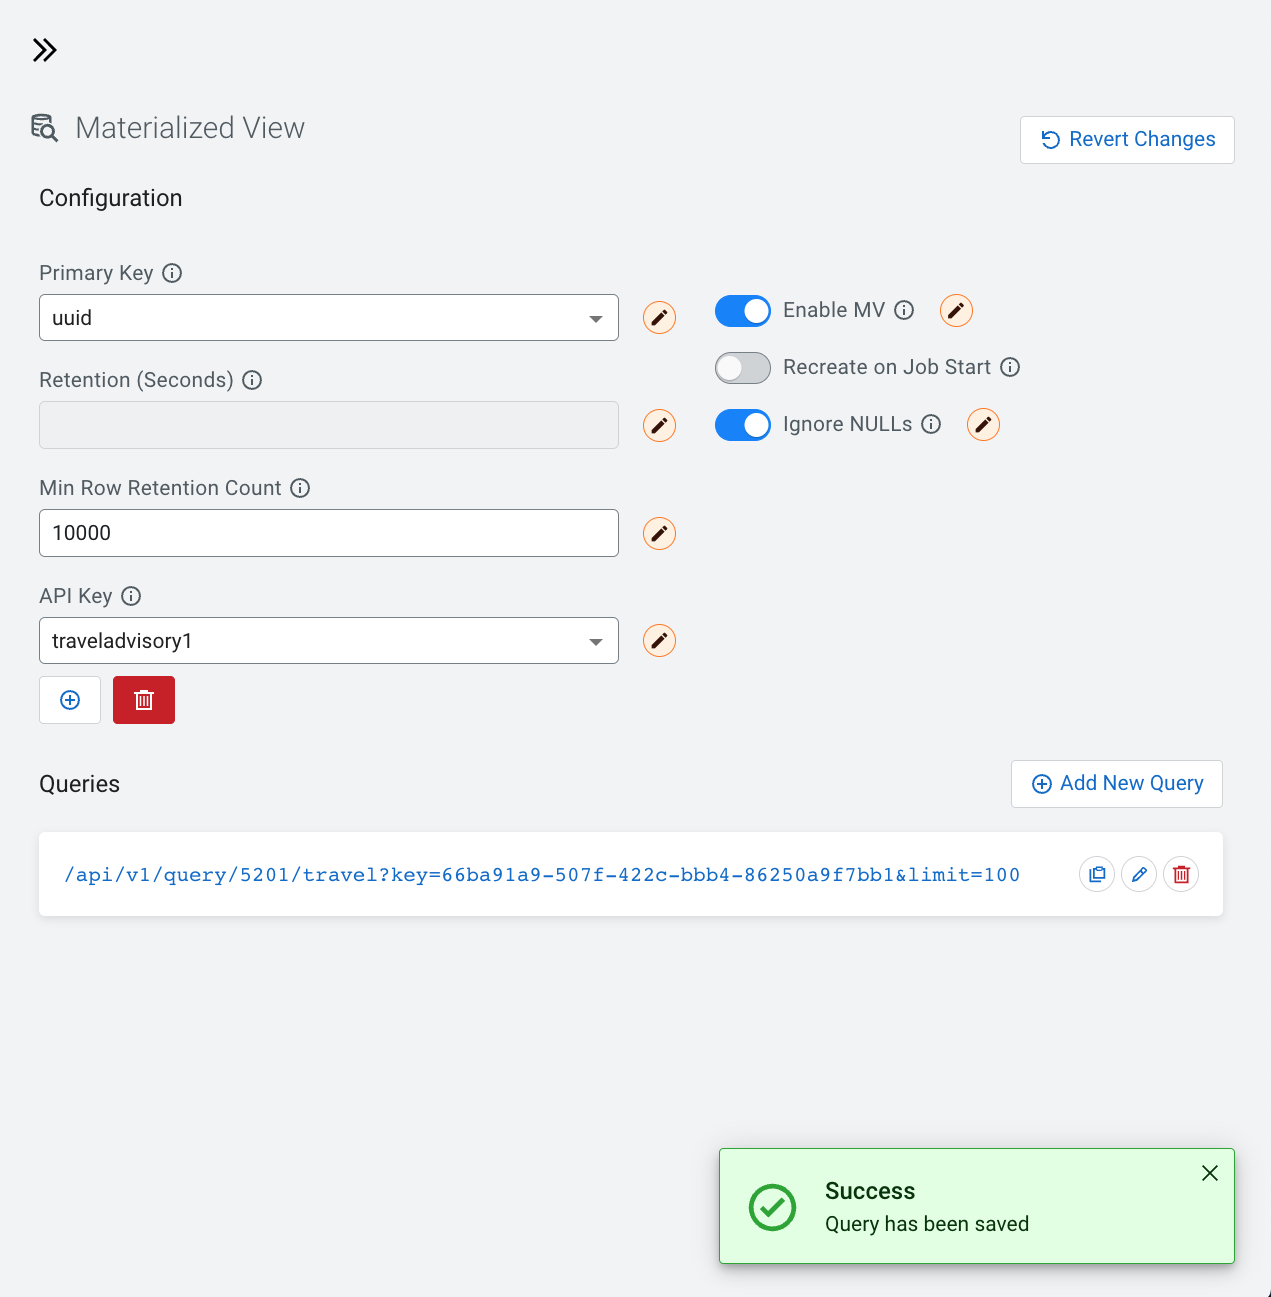 Materialized View
Revert Changes
Configuration
Primary Key
uuid
Enable MV
Recreate on Job Start
Retention (Seconds)
Ignore NULLs
Min Row Retention Count
10000
API Key
traveladvisory1
Queries
Add New Query
/api/v1/query/5201/travel?key=66ba91a9-507f-422c-bbb4-86250a9f7bb1&limit=100
Success
Query has been saved